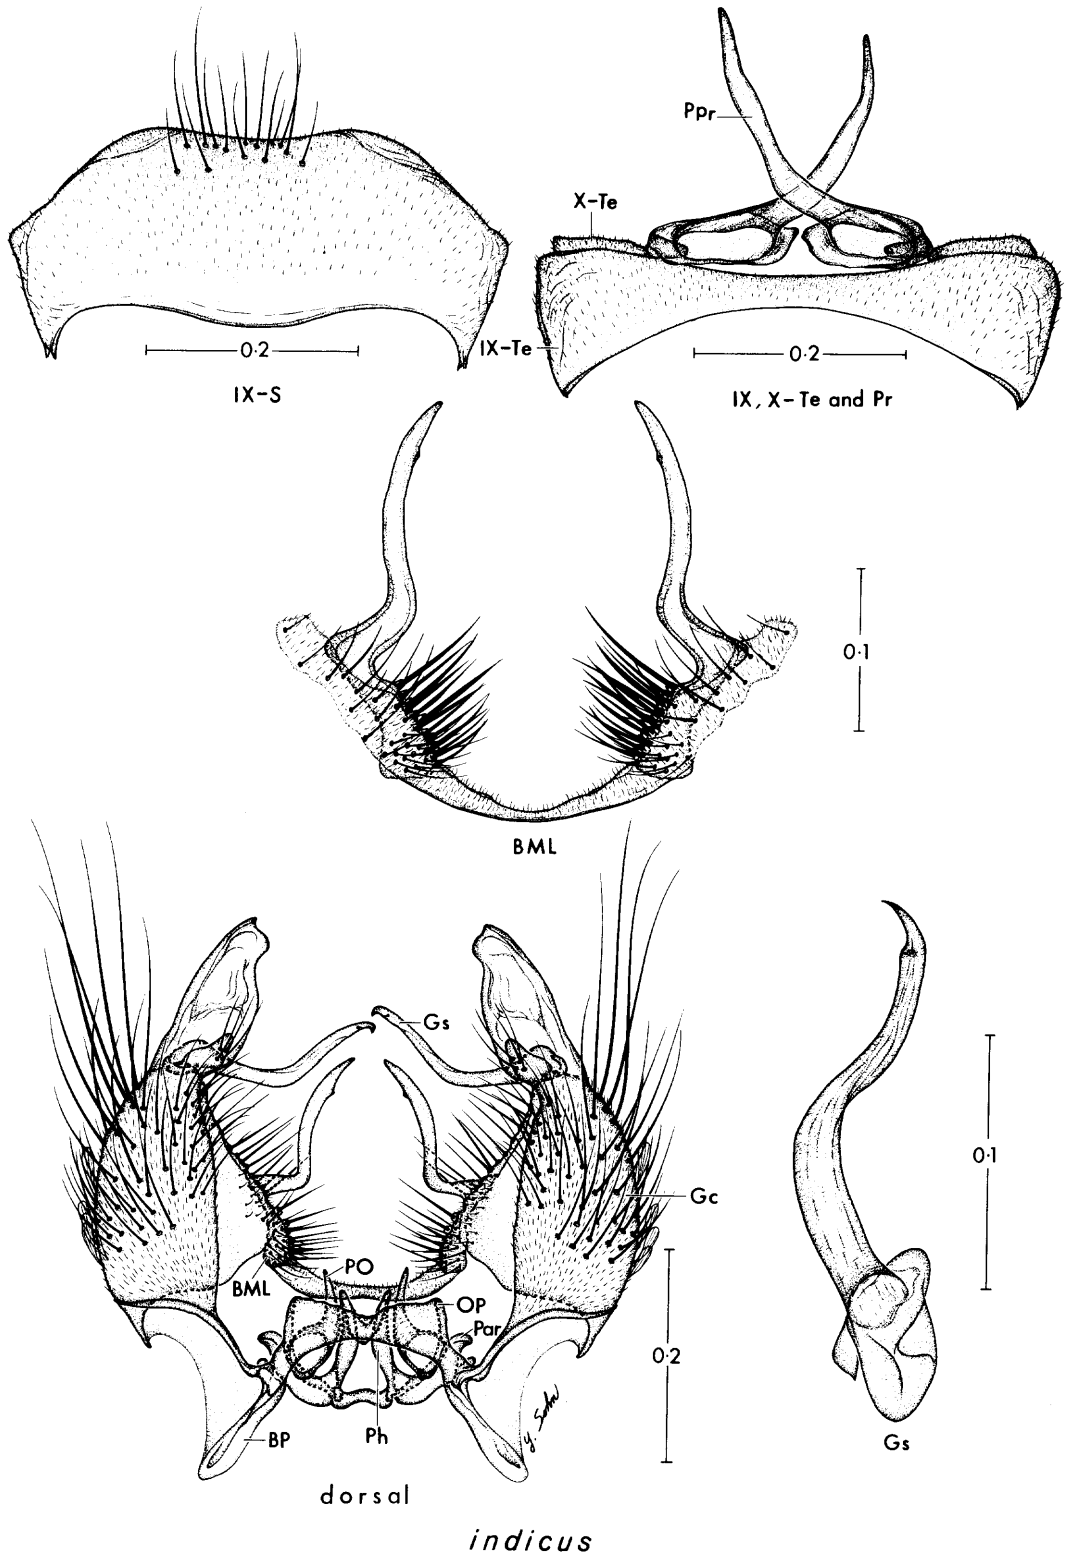 Ppr
X-Te
IX-Te
0·2
0·2
IX-S
IX, X-Te and Pr
0·1
BML
Gs
0·1
Gc
PO
BML
OP
Par
0·2
BP
Ph
Gs
dorsal
indicus